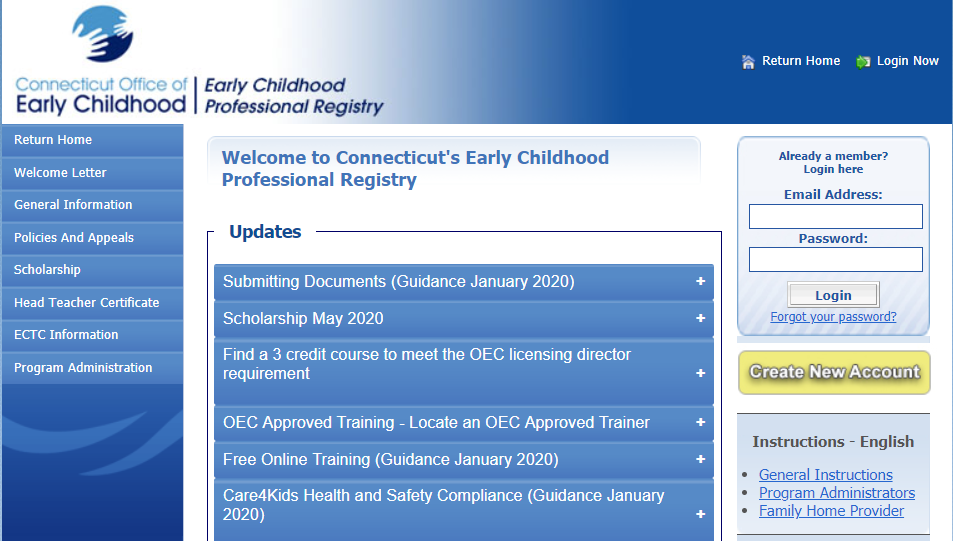 Connecticut Office of
Early Childhood
Early Childhood
Professional Registry
Return Home
Login Now
Return Home
Welcome Letter
General Information
Policies And Appeals
Scholarship
Head Teacher Certificate
ECTC Information
Program Administration
Welcome to Connecticut's Early Childhood
Professional Registry
Updates
Submitting Documents (Guidance January 2020) +
Scholarship May 2020 +
Find a 3 credit course to meet the OEC licensing director
requirement +
OEC Approved Training - Locate an OEC Approved Trainer +
Free Online Training (Guidance January 2020) +
Care4Kids Health and Safety Compliance (Guidance January
2020) +
Already a member?
Login here
Email Address:
Password:
Login
Forgot your password?
Create New Account
Instructions - English
• General Instructions
• Program Administrators
• Family Home Provider